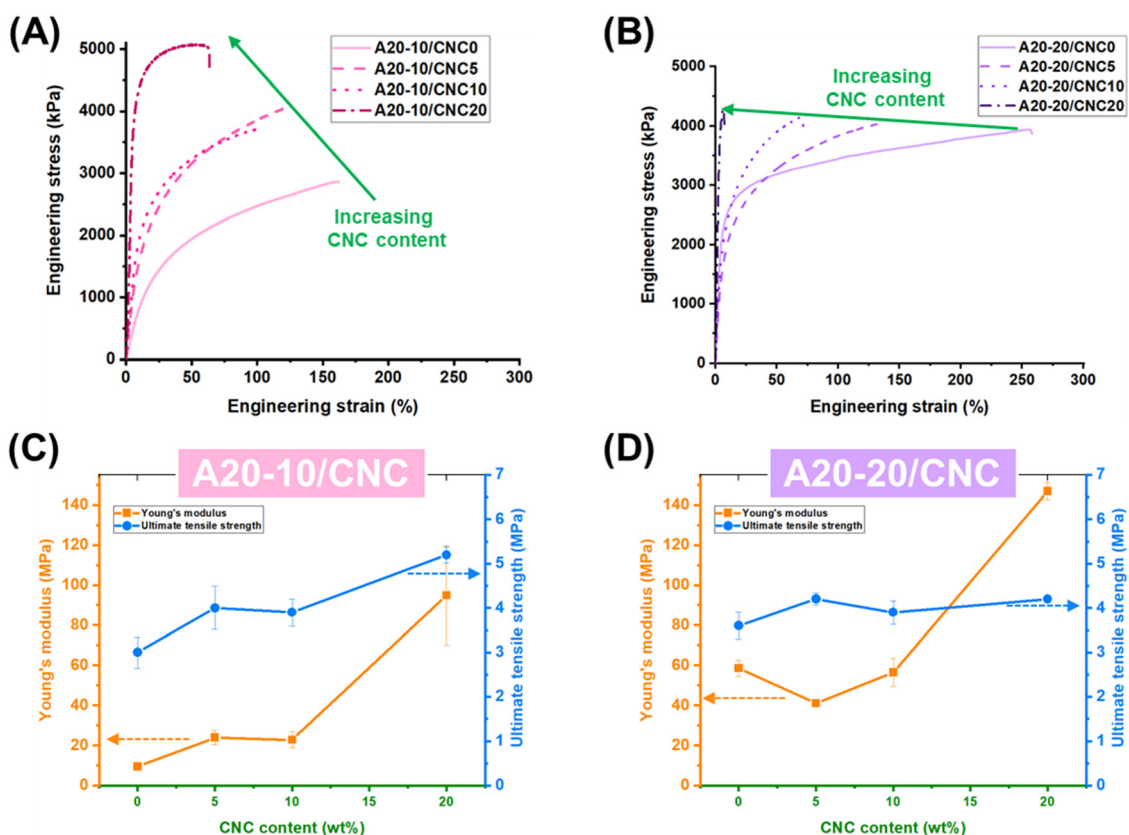 (A)
A20-10/CNC0
A20-10/CNC5
A20-10/CNC10
A20-10/CNC20
Increasing
CNC content
Engineering stress (kPa)
5000
4000
3000
2000
1000
0
0 50 100 150 200 250 300
Engineering strain (%)
(B)
A20-20/CNC0
A20-20/CNC5
A20-20/CNC10
A20-20/CNC20
Increasing
CNC content
Engineering stress (kPa)
5000
4000
3000
2000
1000
0
0 50 100 150 200 250 300
Engineering strain (%)
(C)
A20-10/CNC
Young's modulus
Ultimate tensile strength
Young's modulus (MPa)
140
120
100
80
60
40
20
0
Ultimate tensile strength (MPa)
7
6
5
4
3
2
1
0
0 5 10 15 20
CNC content (wt%)
(D)
A20-20/CNC
Young's modulus
Ultimate tensile strength
Young's modulus (MPa)
140
120
100
80
60
40
20
0
Ultimate tensile strength (MPa)
7
6
5
4
3
2
1
0
0 5 10 15 20
CNC content (wt%)